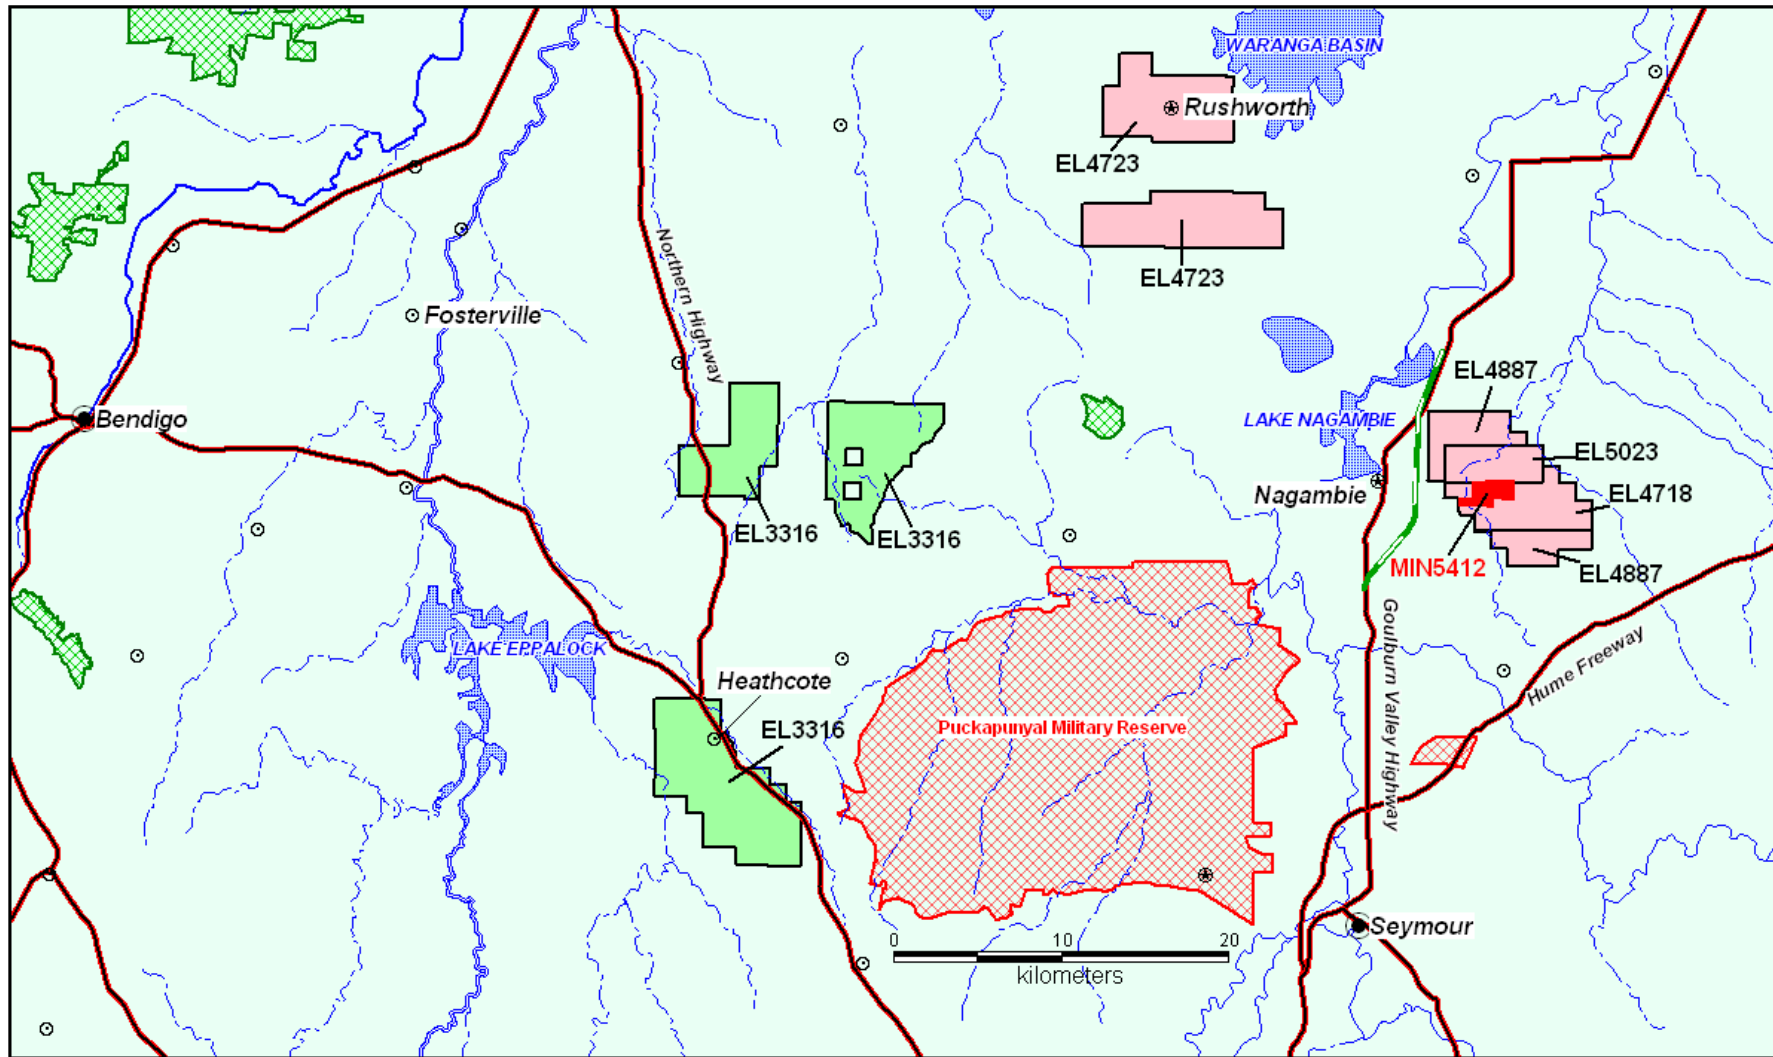 WARANGA BASIN
Rushworth
EL4723
Northern Highway
EL4723
Fosterville
EL4887
Bendigo
LAKE NAGAMBIE
EL5023
Nagambie
EL4718
EL3316
EL3316
MIN5412
EL4887
Goulburn Valley Highway
LAKE EPPALOCK
Hume Freeway
Heathcote
EL3316
Puckapunyal Military Reserve
Seymour
0 10 20
kilometers